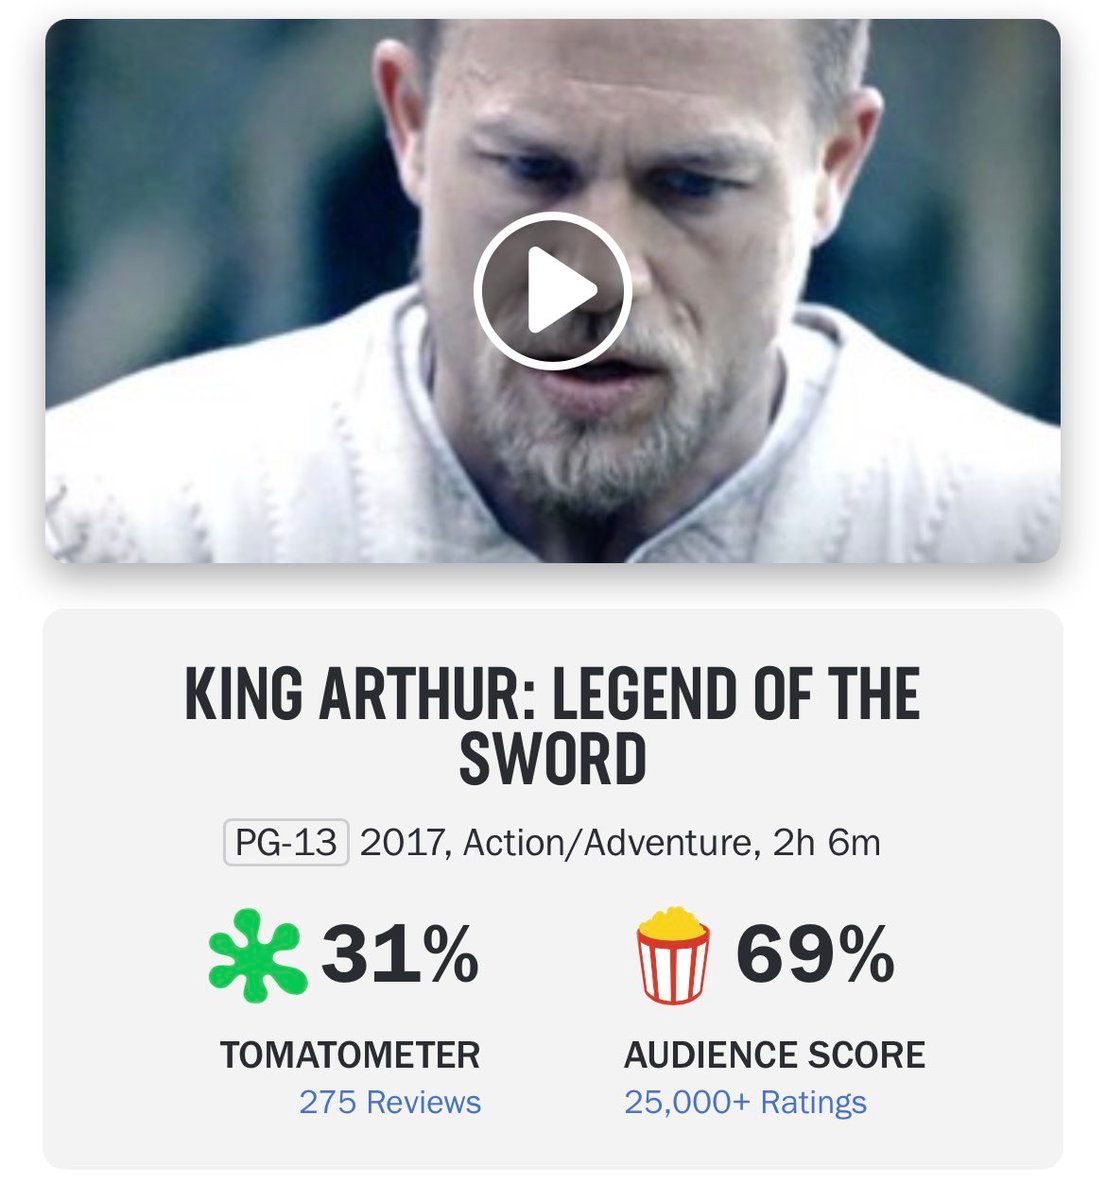 KING ARTHUR: LEGEND OF THE
SWORD
PG-13 2017, Action/Adventure, 2h 6m
31% 69%
TOMATOMETER AUDIENCE SCORE
275 Reviews 25,000+ Ratings